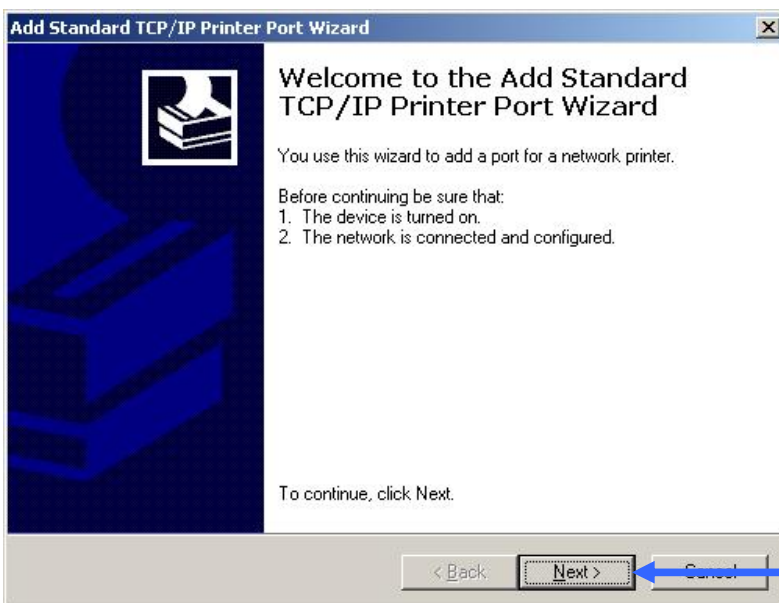 Add Standard TCP/IP Printer Port Wizard
Welcome to the Add Standard
TCP/IP Printer Port Wizard
You use this wizard to add a port for a network printer.
Before continuing be sure that:
1. The device is turned on.
2. The network is connected and configured.
To continue, click Next.
< Back
Next >
Cancel